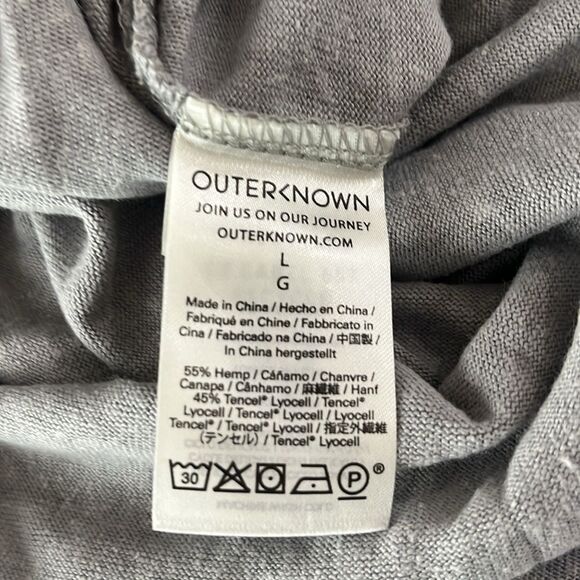 OUTERKNOWN
JOIN US ON OUR JOURNEY
OUTERKNOWN.COM
L
G
Made in China / Hecho en China /
Fabriqué en Chine / Fabbricato in
Cina / Fabricado na China / 中国製 /
In China hergestellt
55% Hemp / Cáñamo / Chanvre /
Canapa / Cânhamo / 麻繊維 / Hanf
45% Tencel® Lyocell / Tencel®
Lyocell / Tencel® Lyocell / Lyocell
Tencel® / Tencel® Lyocell / 指定外繊維
(テンセル) / Tencel® Lyocell
30 P ®